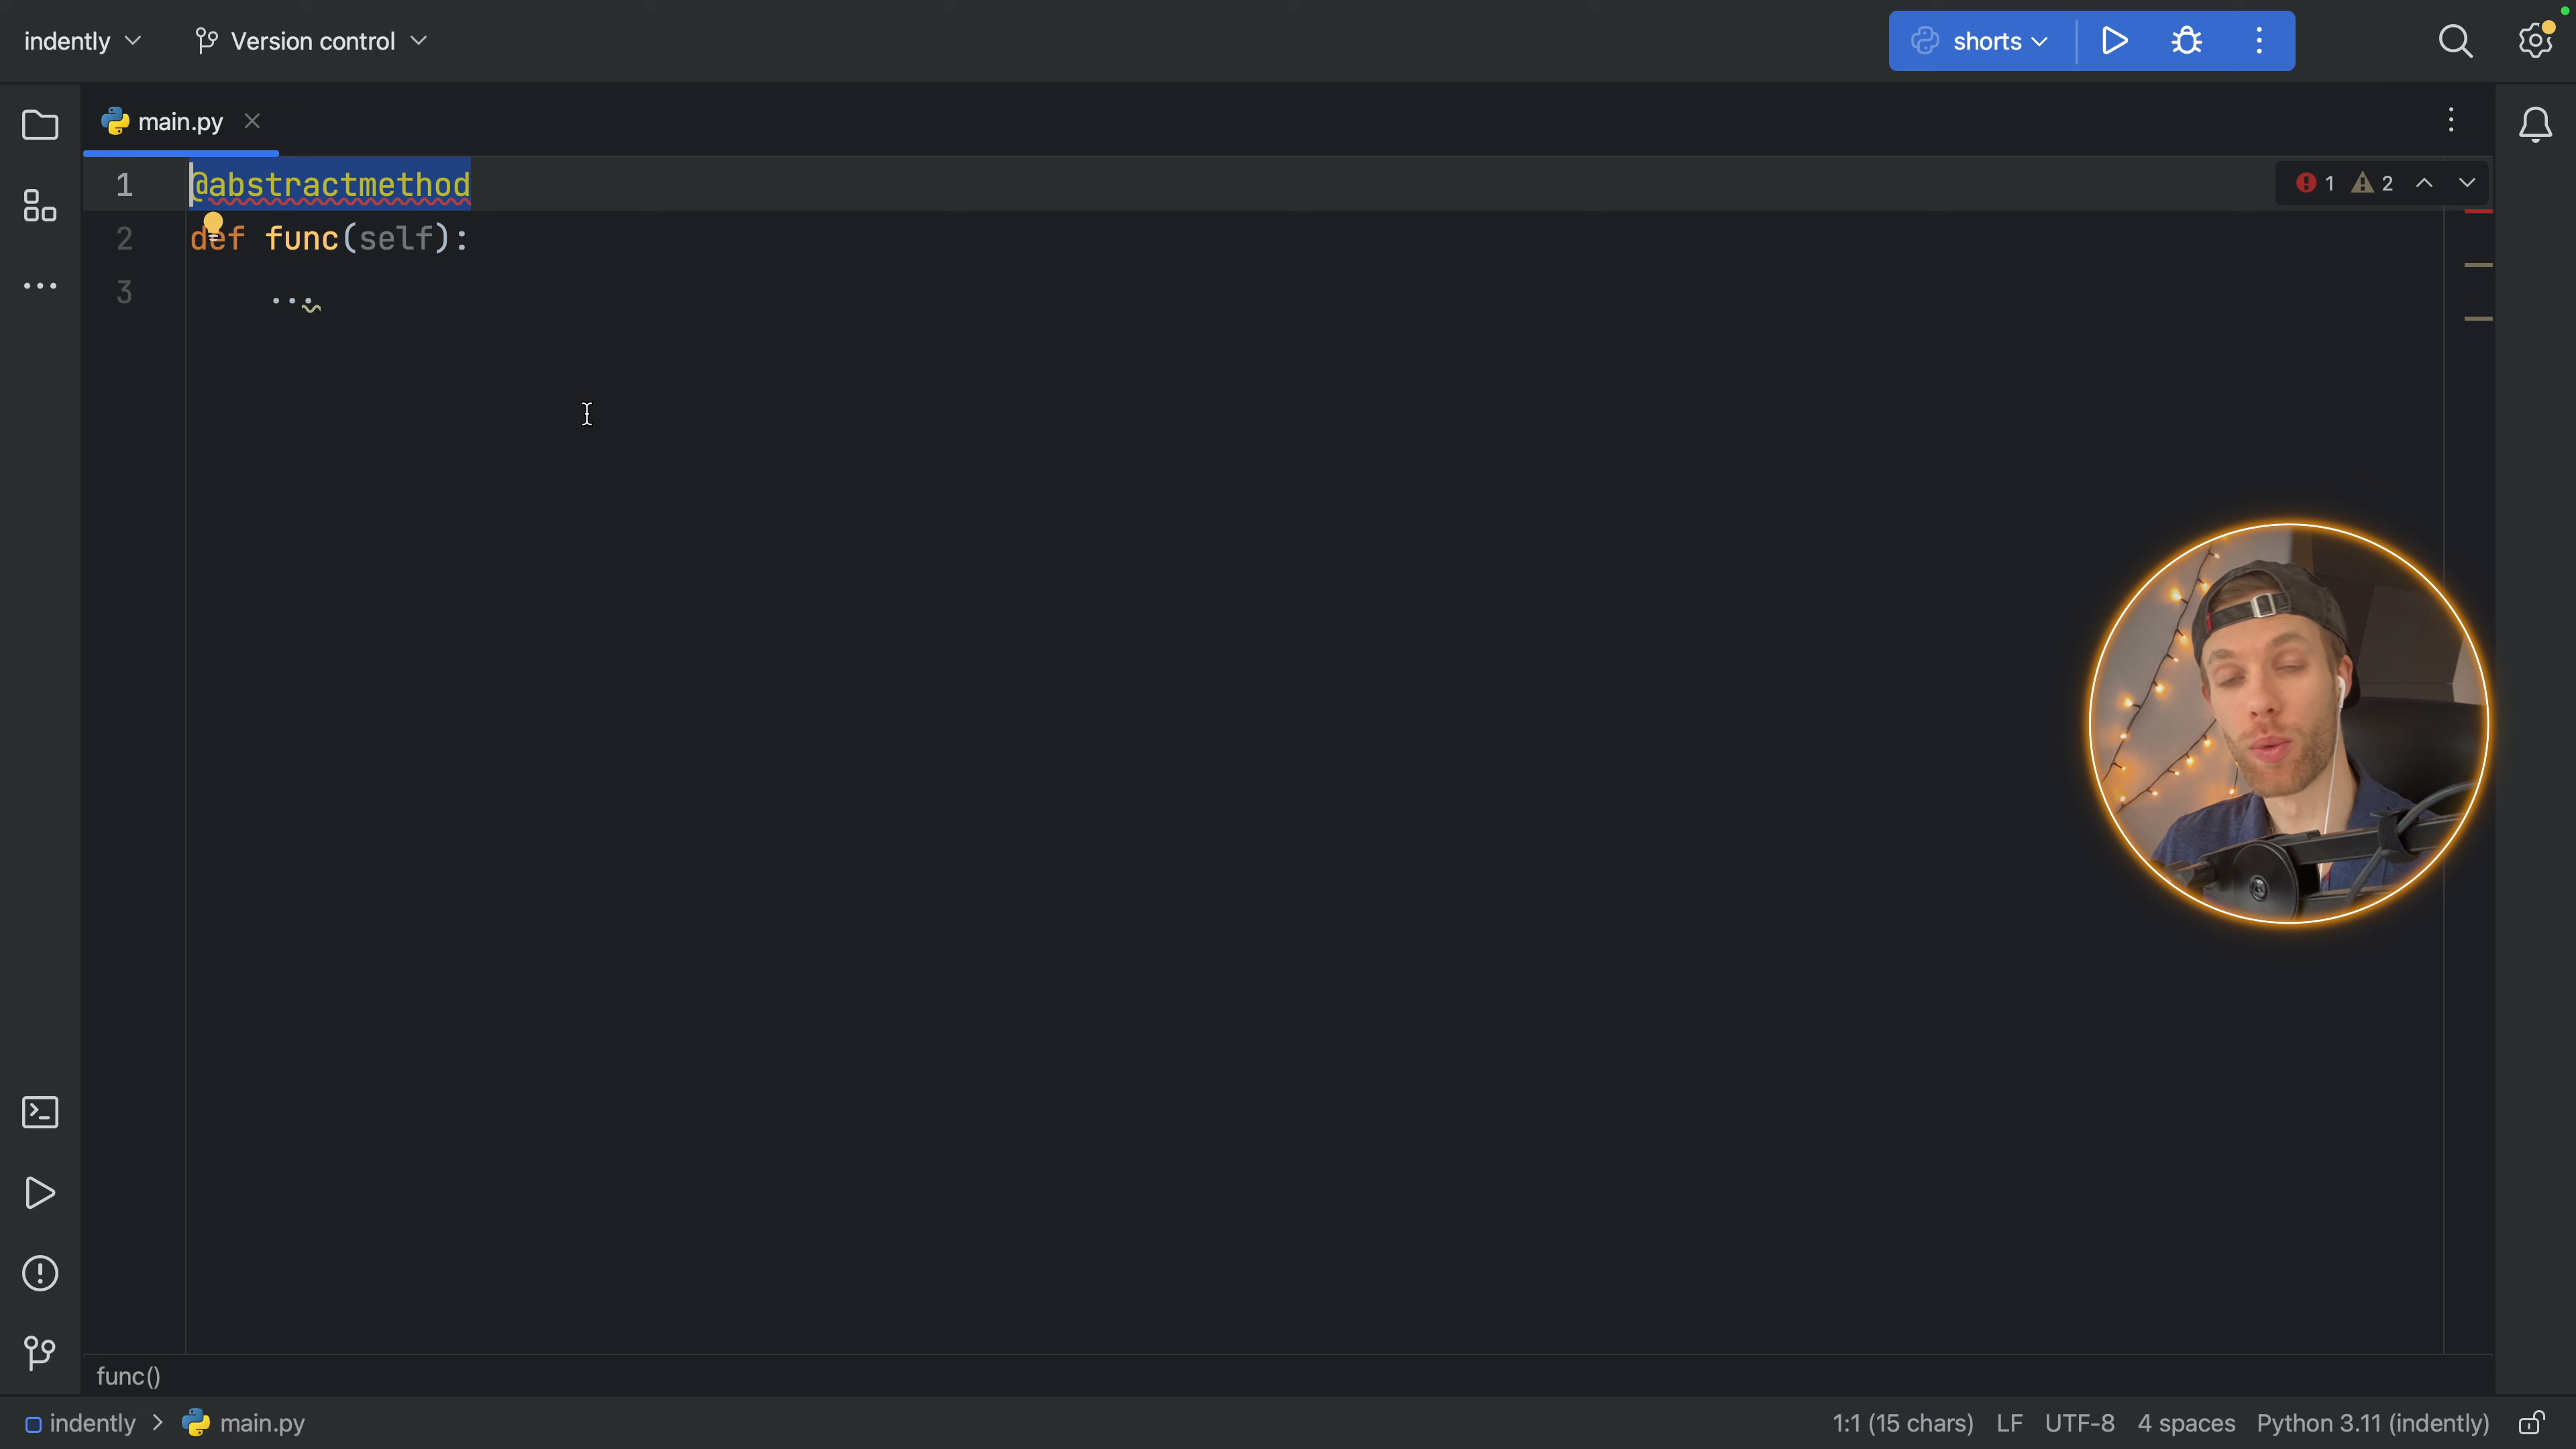 indently
Version control
shorts
main.py
1 @abstractmethod
1 2
2 def func(self):
3 ...
func()
indently > main.py
1:1 (15 chars) LF UTF-8 4 spaces Python 3.11 (indently)